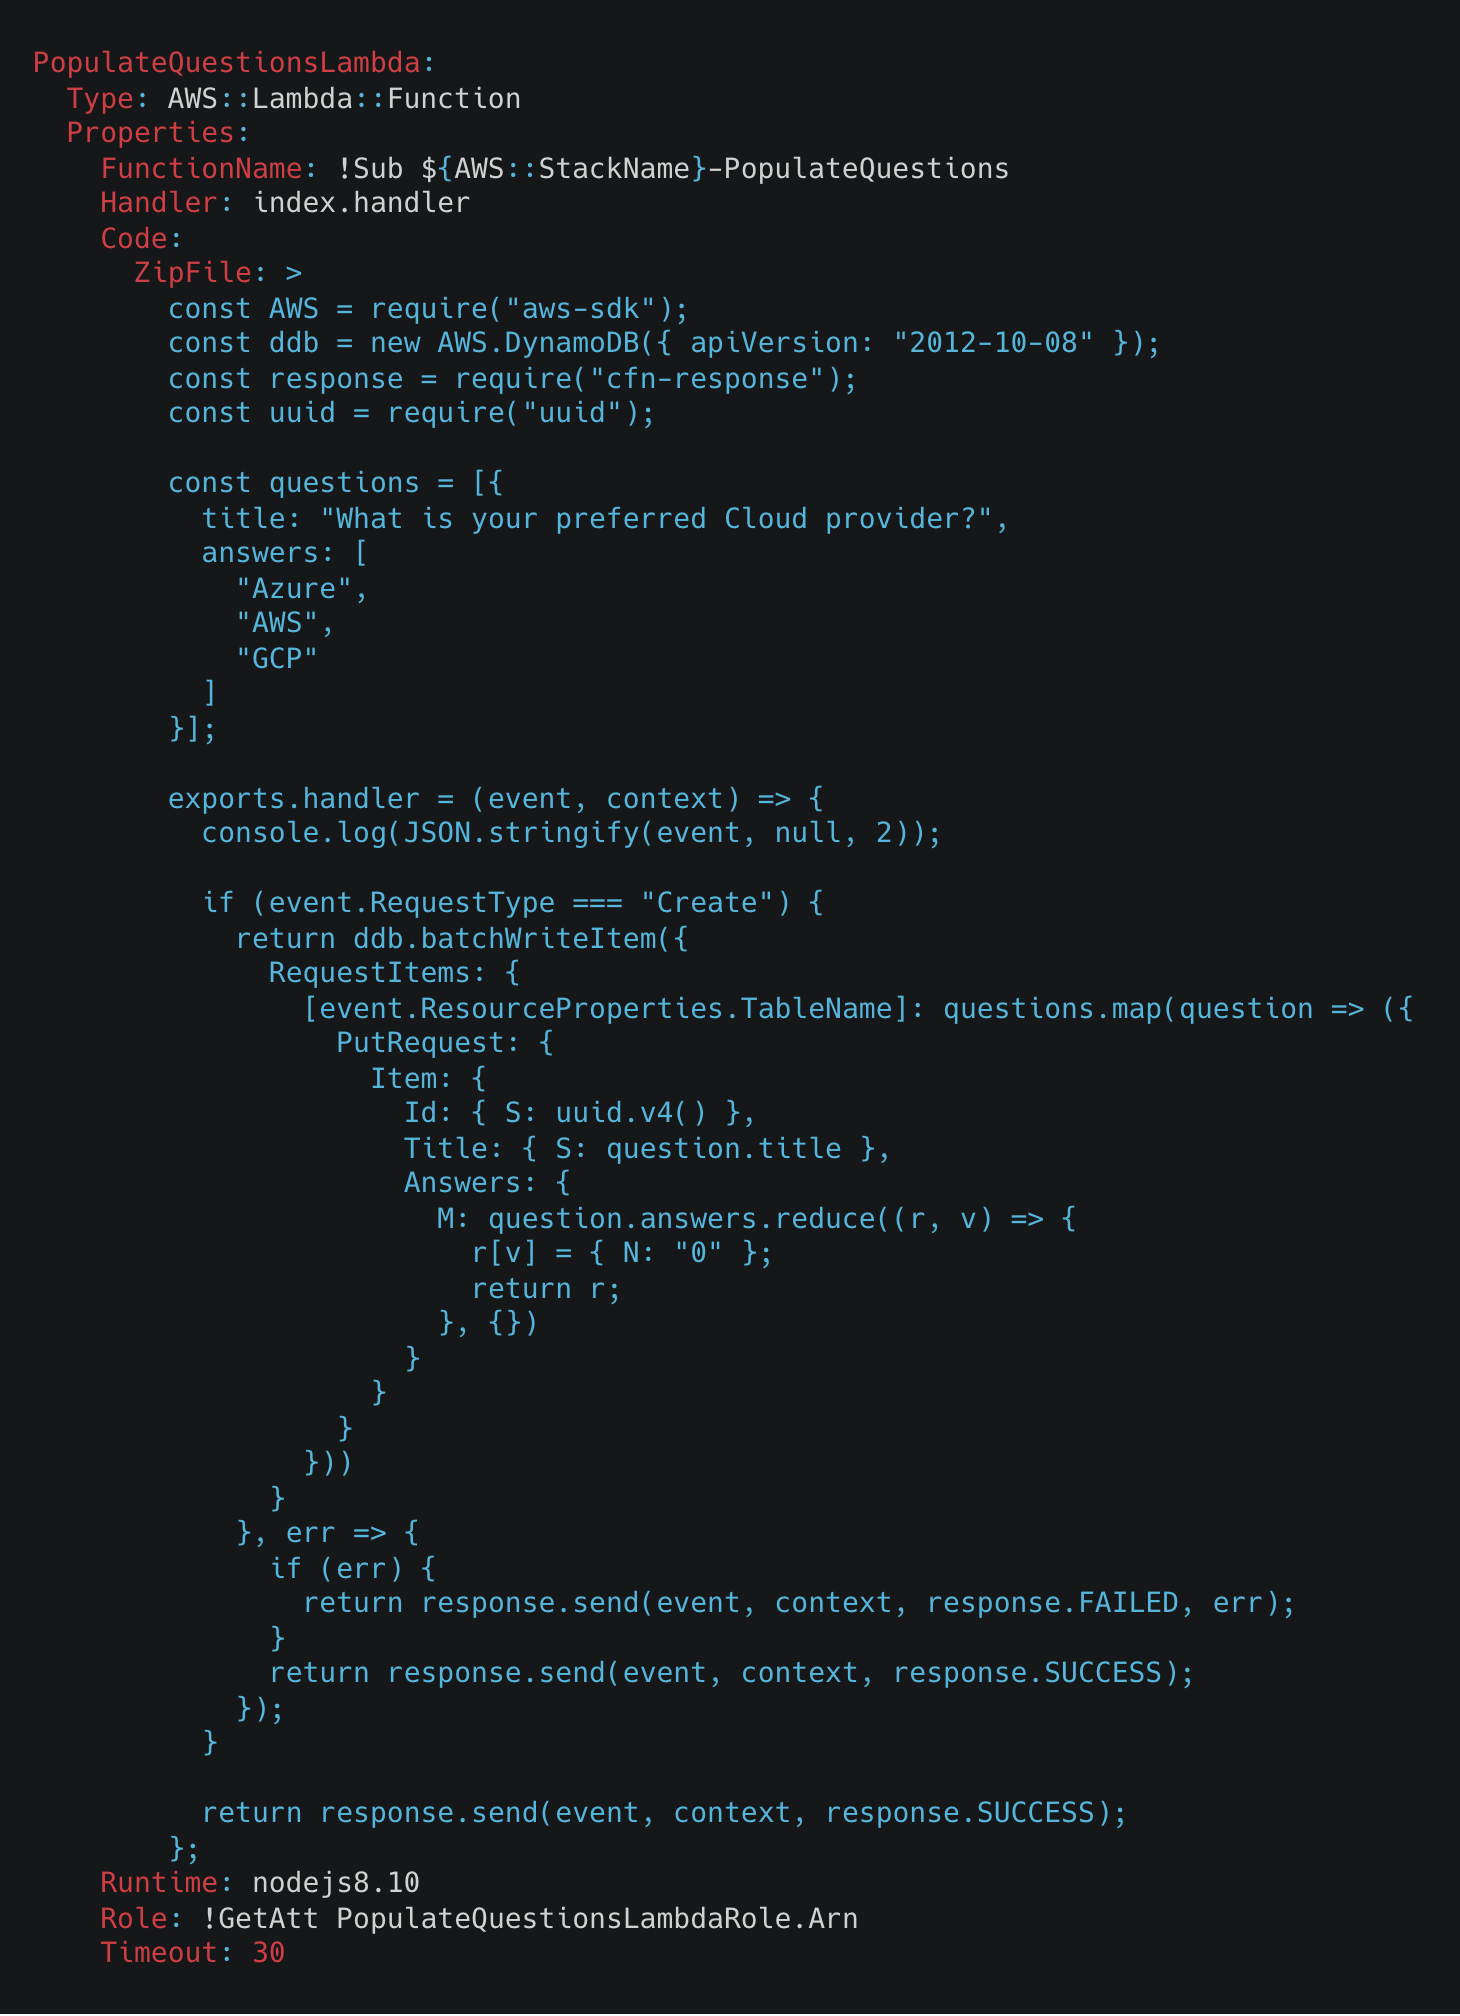 PopulateQuestionsLambda:
  Type: AWS::Lambda::Function
  Properties:
    FunctionName: !Sub ${AWS::StackName}-PopulateQuestions
    Handler: index.handler
    Code:
      ZipFile: >
        const AWS = require("aws-sdk");
        const ddb = new AWS.DynamoDB({ apiVersion: "2012-10-08" });
        const response = require("cfn-response");
        const uuid = require("uuid");

        const questions = [{
          title: "What is your preferred Cloud provider?",
          answers: [
            "Azure",
            "AWS",
            "GCP"
          ]
        }];

        exports.handler = (event, context) => {
          console.log(JSON.stringify(event, null, 2));

          if (event.RequestType === "Create") {
            return ddb.batchWriteItem({
              RequestItems: {
                [event.ResourceProperties.TableName]: questions.map(question => ({
                  PutRequest: {
                    Item: {
                      Id: { S: uuid.v4() },
                      Title: { S: question.title },
                      Answers: {
                        M: question.answers.reduce((r, v) => {
                          r[v] = { N: "0" };
                          return r;
                        }, {})
                      }
                    }
                  }
                }))
              }
            }, err => {
              if (err) {
                return response.send(event, context, response.FAILED, err);
              }
              return response.send(event, context, response.SUCCESS);
            });
          }

          return response.send(event, context, response.SUCCESS);
        };
    Runtime: nodejs8.10
    Role: !GetAtt PopulateQuestionsLambdaRole.Arn
    Timeout: 30